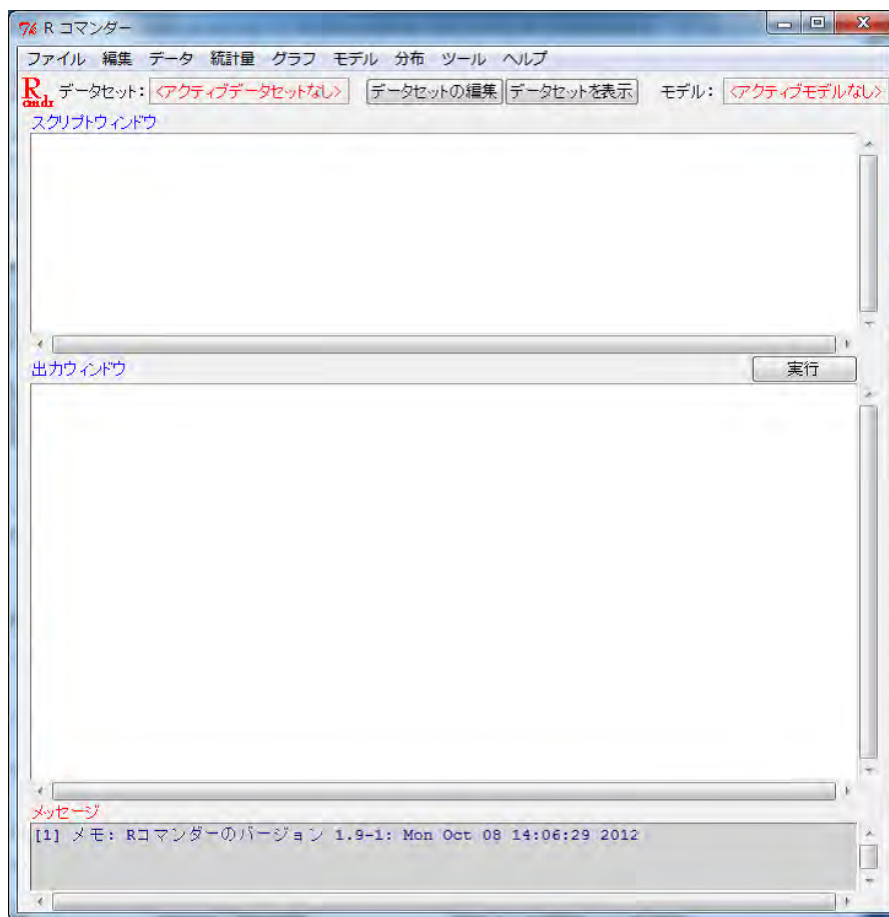 R コマンダー
ファイル 編集 データ 統計量 グラフ モデル 分布 ツール ヘルプ
R cmdr データセット: <アクティブデータセットなし> データセットの編集 データセットを表示 モデル: <アクティブモデルなし>
スクリプトウィンドウ
出力ウィンドウ 実行
メッセージ
[1] メモ: Rコマンダーのバージョン 1.9-1: Mon Oct 08 14:06:29 2012